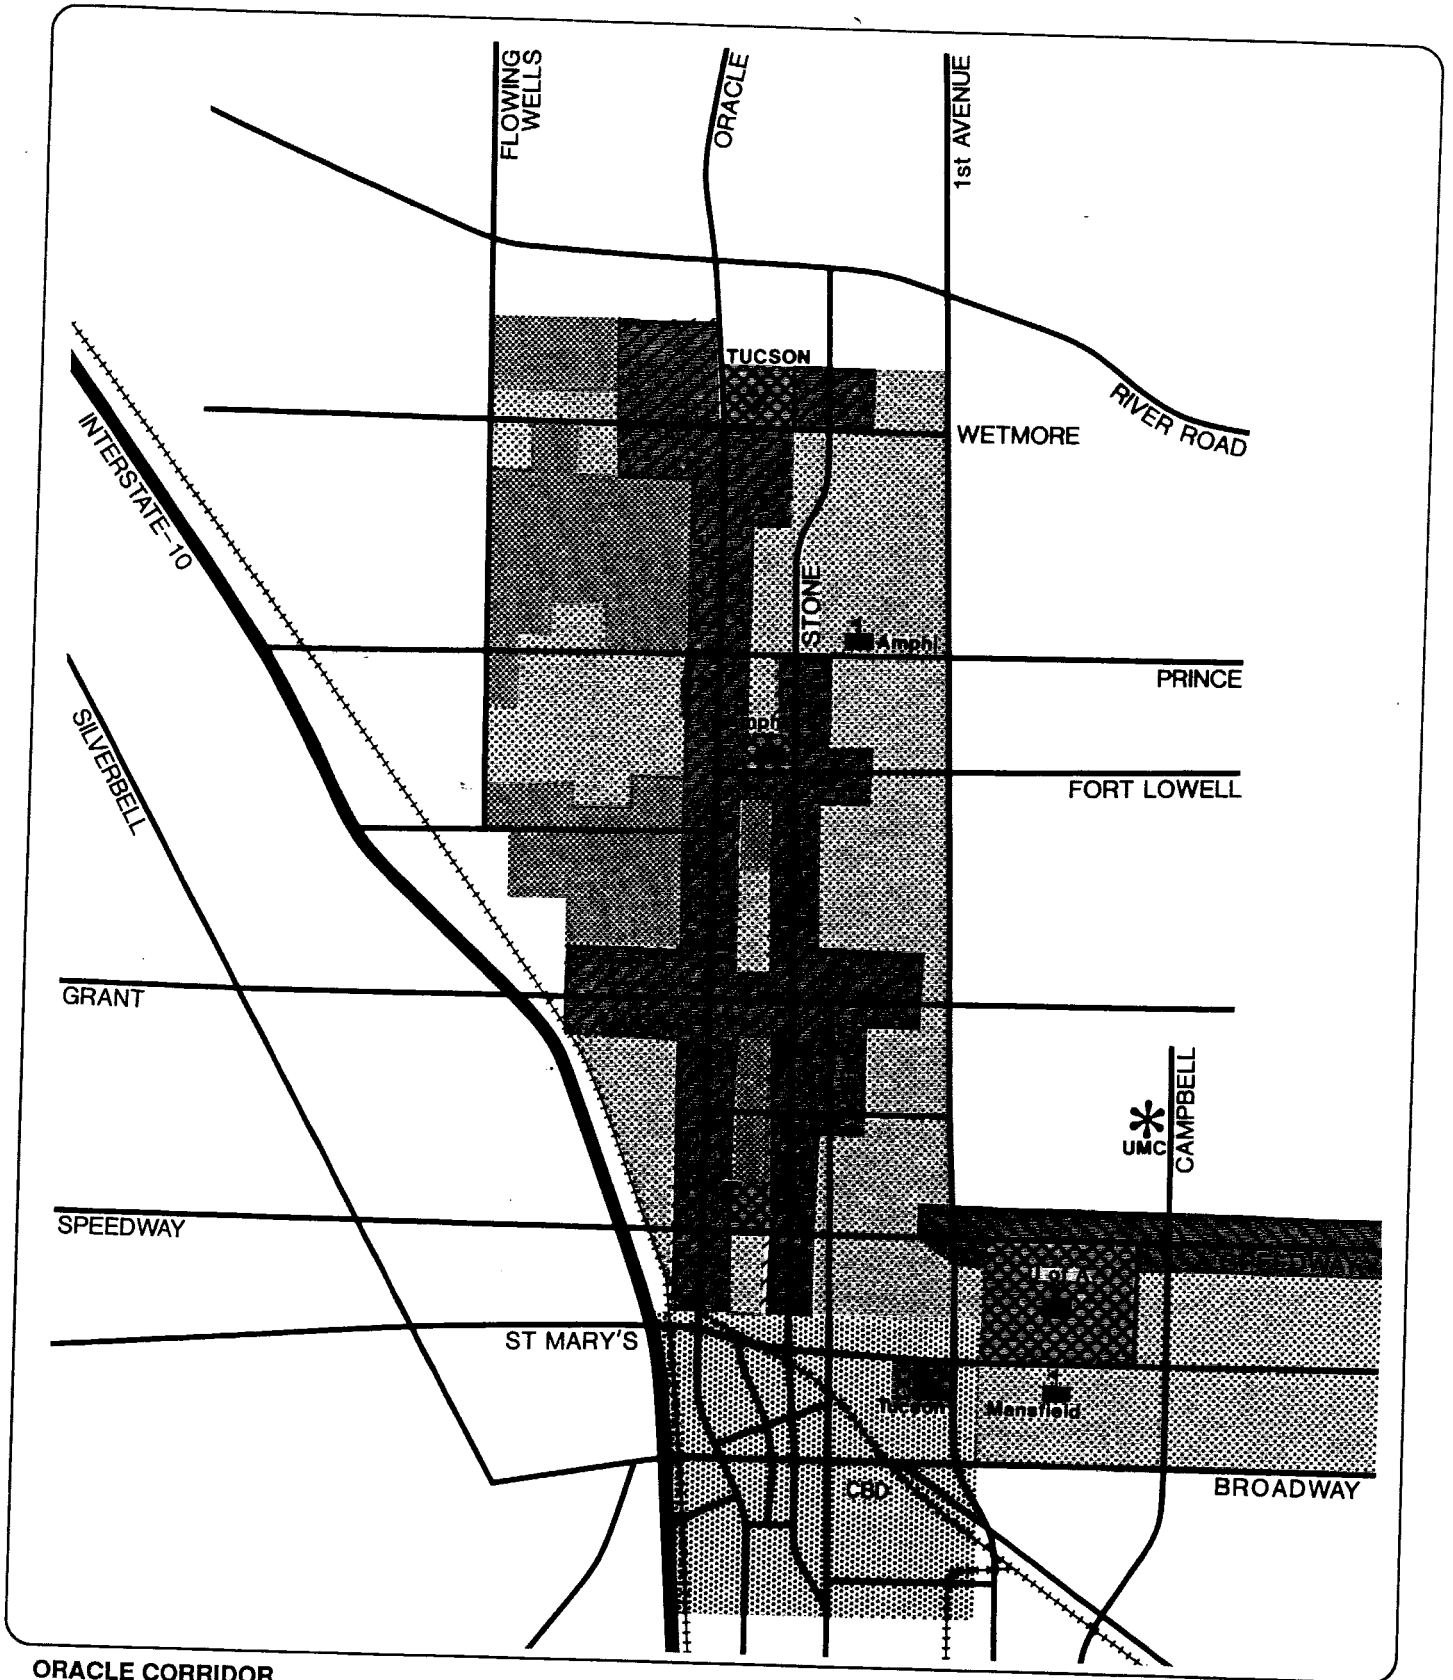 FLOWING
WELLS
ORACLE
1st AVENUE
TUCSON
WETMORE
RIVER ROAD
INTERSTATE-10
STONE
Amphi
PRINCE
SILVERBELL
FORT LOWELL
GRANT
CAMPBELL
UMC
SPEEDWAY
U of A
ST MARY'S
Tucson
Mansfield
CBD
BROADWAY
ORACLE CORRIDOR